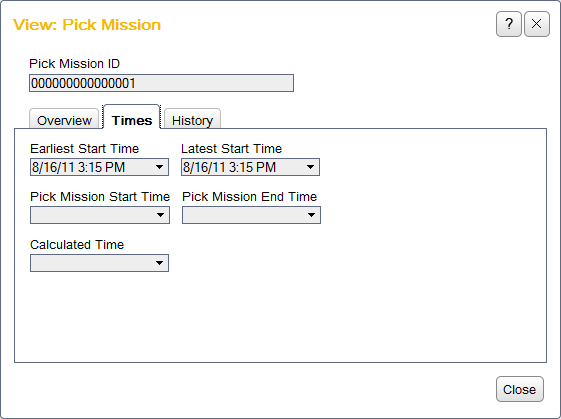 View: Pick Mission
?
Pick Mission ID
000000000000001
Overview Times History
Earliest Start Time Latest Start Time
8/16/11 3:15 PM 8/16/11 3:15 PM
Pick Mission Start Time Pick Mission End Time
Calculated Time
Close